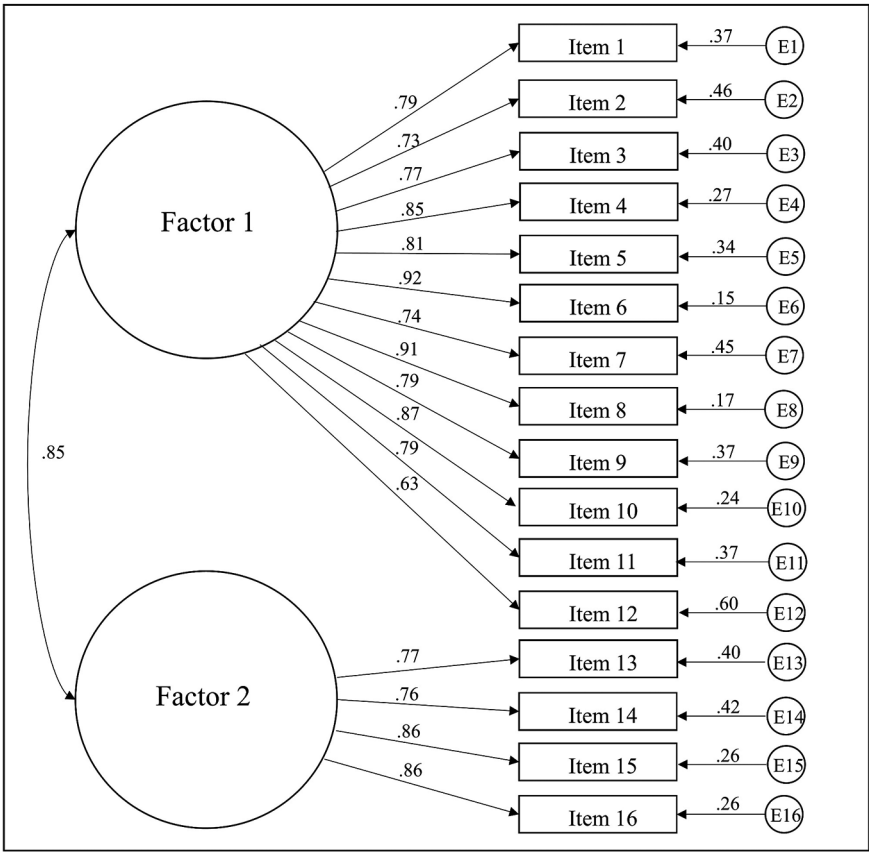 .79 Item 1 .37 E1
.73 Item 2 .46 E2
.77 Item 3 .40 E3
.85 Item 4 .27 E4
Factor 1
.81 Item 5 .34 E5
.92 Item 6 .15 E6
.74 Item 7 .45 E7
.91 Item 8 .17 E8
.79 Item 9 .37 E9
.87 Item 10 .24 E10
.79 Item 11 .37 E11
.63 Item 12 .60 E12
.85
.77 Item 13 .40 E13
Factor 2
.76 Item 14 .42 E14
.86 Item 15 .26 E15
.86 Item 16 .26 E16